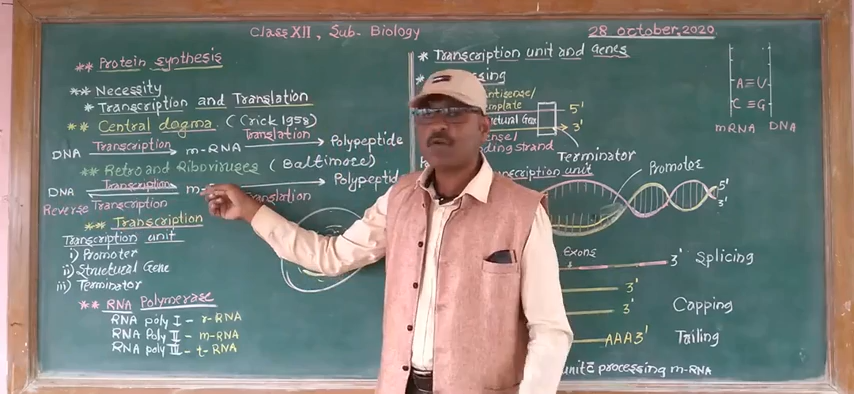 Class XII, Sub- Biology
28 october, 2020
** Protein synthesis
** Necessity
* Transcription and Translation
** Central dogma (Crick 1958)
DNA Transcription m-RNA Translation Polypeptide
** Retro and Riboviruses (Baltimore)
DNA Transcription Polypeptid
Reverse Transcription
** Transcription
Transcription unit
i) Promoter
ii) Structural Gene
iii) Terminator
** RNA Polymerase
RNA poly I - r-RNA
RNA Poly II - m-RNA
RNA poly III - t-RNA
* Transcription unit and Genes
5'
3'
Terminator
Promoter
5'
3'
Exons
3' Splicing
3'
3' Capping
AAA3' Tailing
processing m-RNA
A≡U
C≡G
mRNA DNA